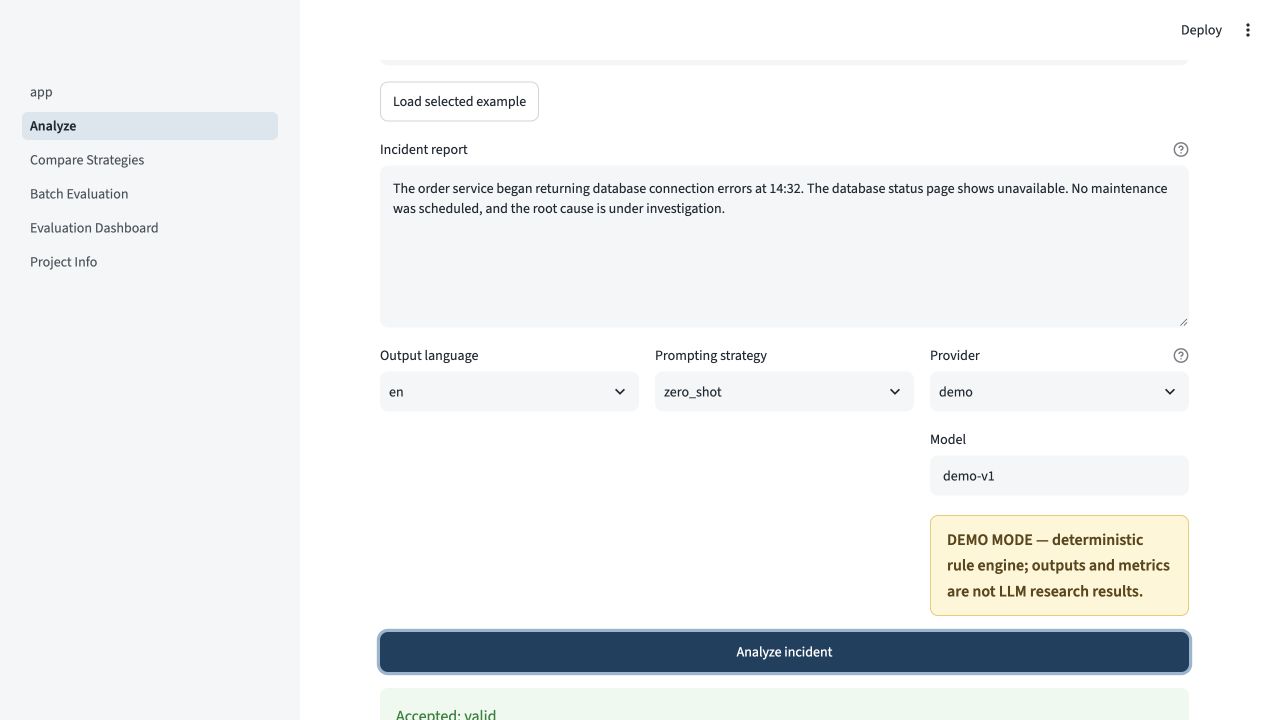 Deploy
app
Analyze
Compare Strategies
Batch Evaluation
Evaluation Dashboard
Project Info
Load selected example
Incident report
The order service began returning database connection errors at 14:32. The database status page shows unavailable. No maintenance
was scheduled, and the root cause is under investigation.
Output language
Prompting strategy
Provider
en
zero_shot
demo
Model
demo-v1
DEMO MODE — deterministic
rule engine; outputs and metrics
are not LLM research results.
Analyze incident
Accepted: valid